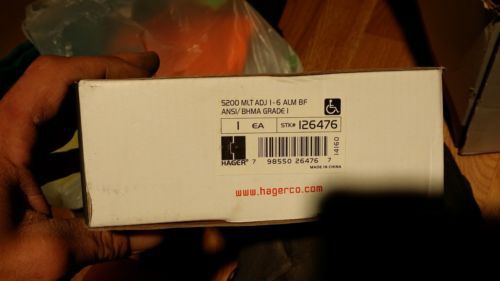 5200 MLT ADJ 1-6 ALM BF
ANSI/BHMA GRADE 1
1 EA STK# 126476
HAGER
7 98550 26476 7
14160
MADE IN CHINA
www.hagerco.com